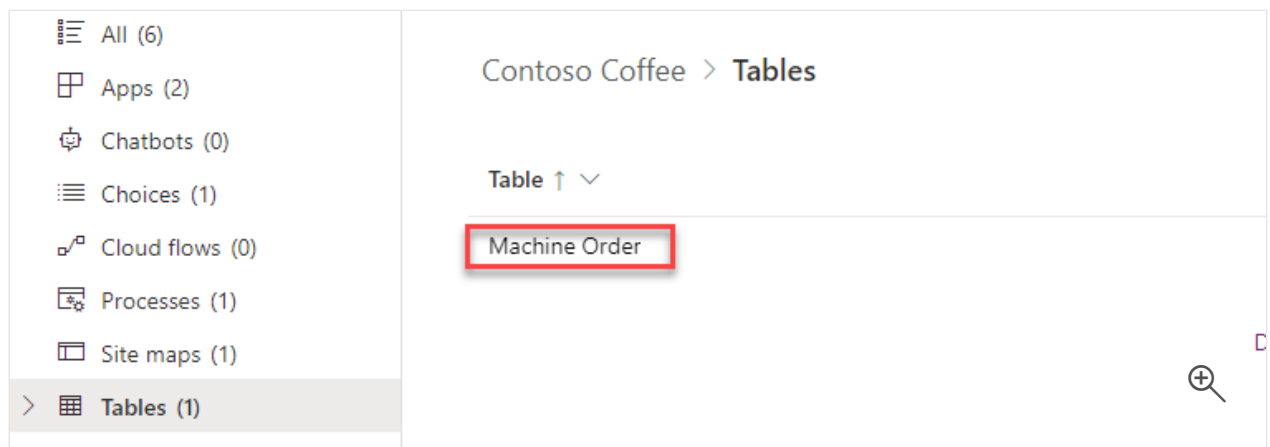 All (6)
Apps (2)
Chatbots (0)
Choices (1)
Cloud flows (0)
Processes (1)
Site maps (1)
Tables (1)
Contoso Coffee > Tables
Table ↑
Machine Order
D